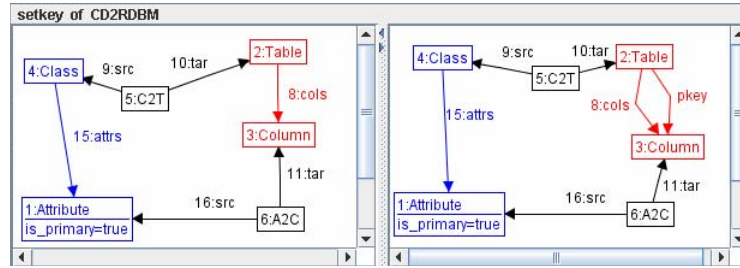 setkey of CD2RDBM
2:Table
9:src
10:tar
4:Class
5:C2T
8:cols
15:attrs
3:Column
11:tar
16:src
1:Attribute
is_primary=true
6:A2C
9:src
10:tar
4:Class
2:Table
5:C2T
8:cols
pkey
15:attrs
3:Column
11:tar
16:src
1:Attribute
is_primary=true
6:A2C